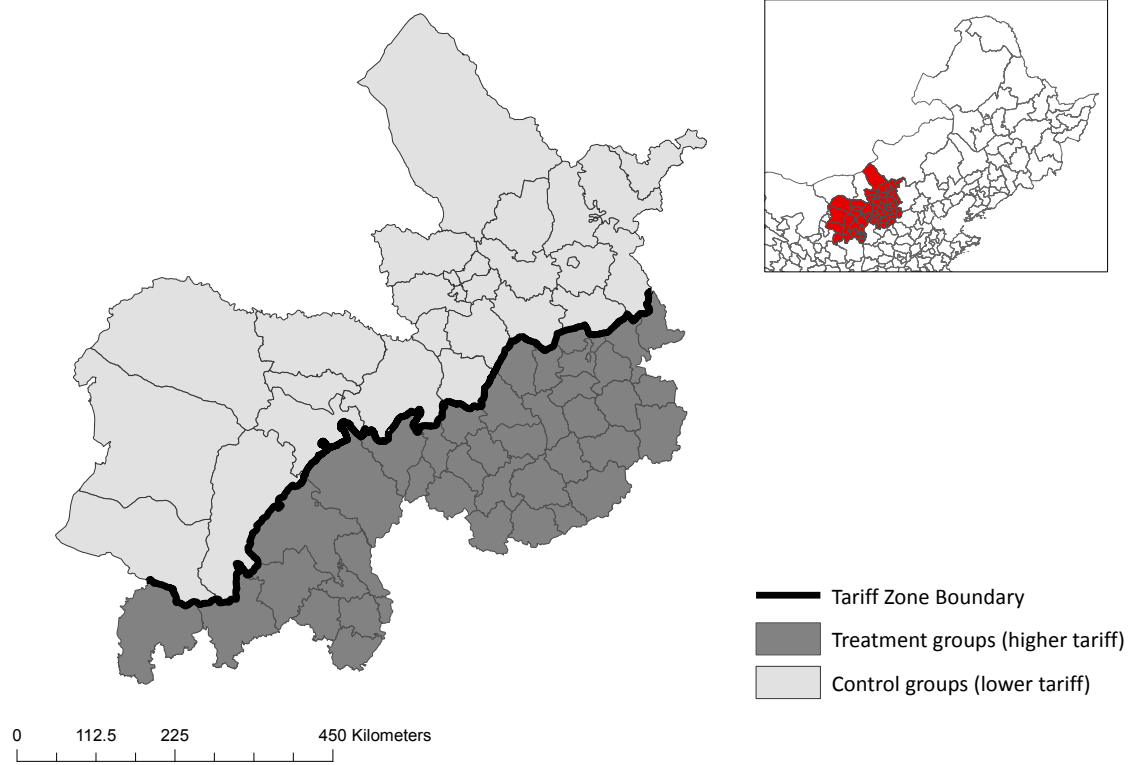 Tariff Zone Boundary
Treatment groups (higher tariff)
Control groups (lower tariff)
0 112.5 225 450 Kilometers